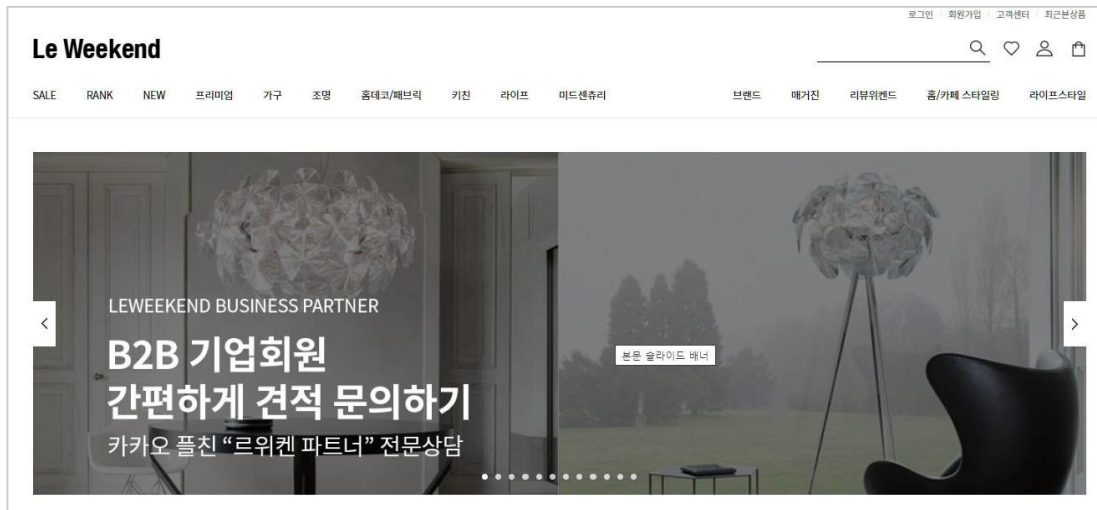 로그인 회원가입 고객센터 최근본상품
Le Weekend
SALE RANK NEW 프리미엄 가구 조명 홈데코/패브릭 키친 라이프 미드센츄리 브랜드 매거진 리뷰위켄드 홈/카페 스타일링 라이프스타일
LEWEEKEND BUSINESS PARTNER
B2B 기업회원
간편하게 견적 문의하기
카카오 플친 “르위켄 파트너” 전문상담
본문 슬라이드 배너